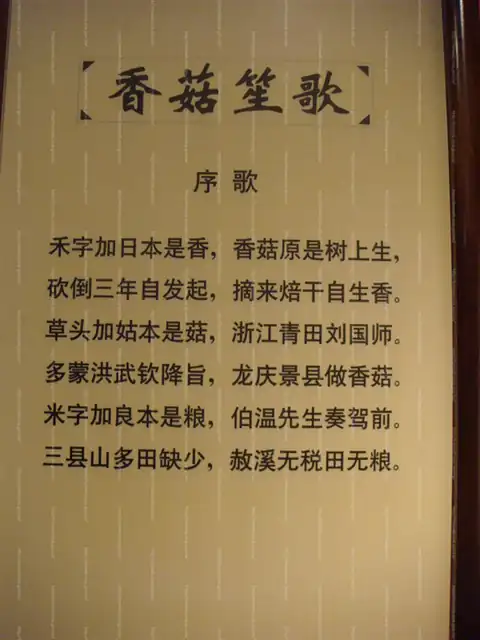 香菇笙歌
序歌
禾字加日本是香，香菇原是树上生，
砍倒三年自发起，摘来焙干自生香。
草头加姑本是菇，浙江青田刘国师。
多蒙洪武钦降旨，龙庆景县做香菇。
米字加良本是粮，伯温先生奏驾前。
三县山多田缺少，赦溪无税田无粮。